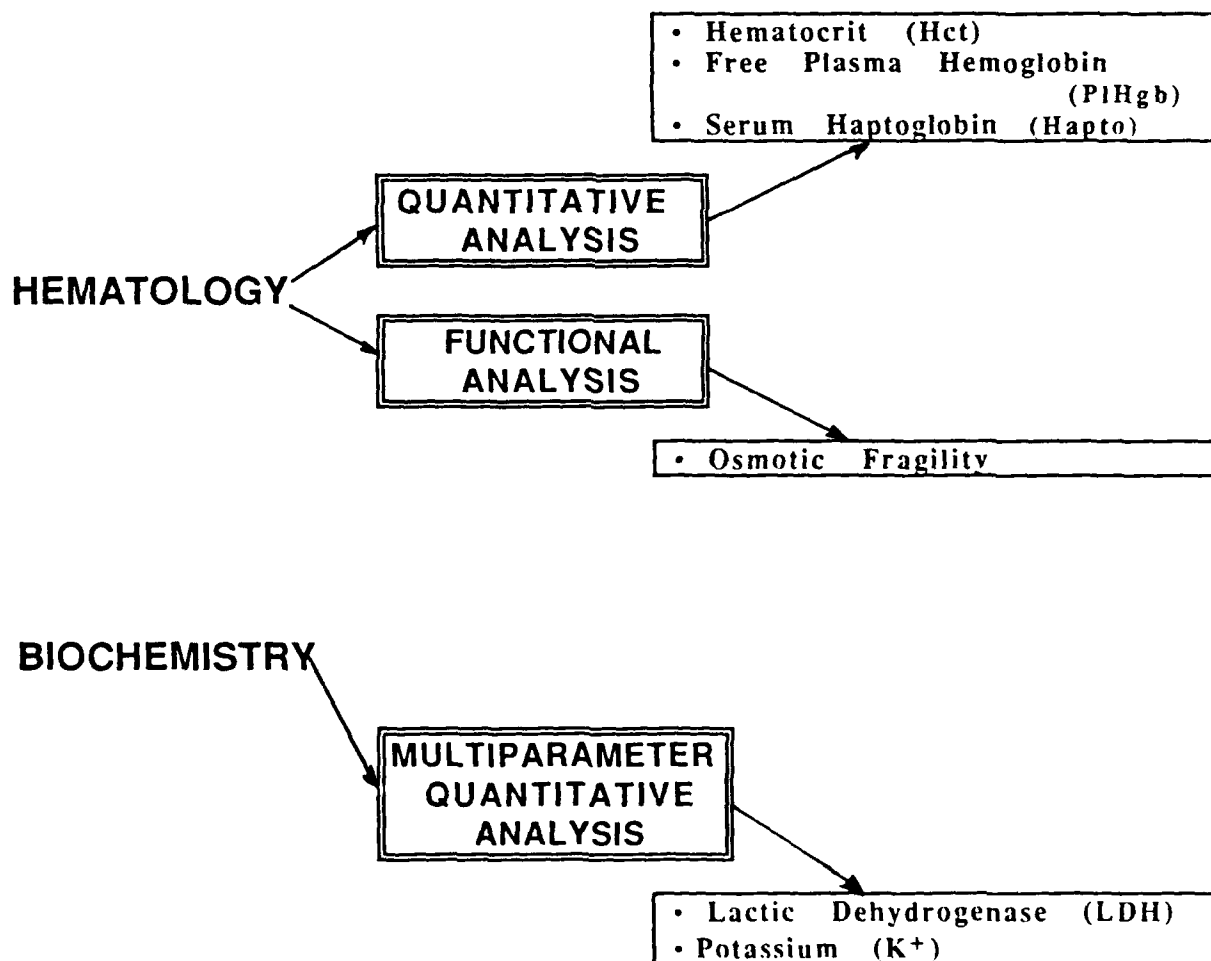 • Hematocrit (Hct)
• Free Plasma Hemoglobin
(PlHgb)
• Serum Haptoglobin (Hapto)
QUANTITATIVE
ANALYSIS
HEMATOLOGY
FUNCTIONAL
ANALYSIS
• Osmotic Fragility
BIOCHEMISTRY
MULTIPARAMETER
QUANTITATIVE
ANALYSIS
• Lactic Dehydrogenase (LDH)
• Potassium (K⁺)